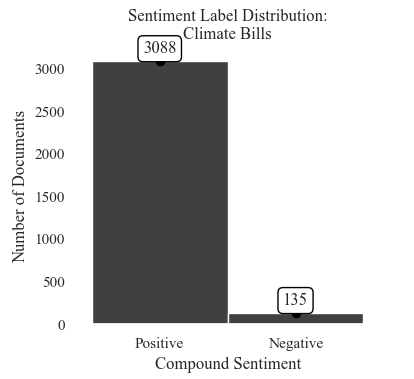 Sentiment Label Distribution:
Climate Bills
3088
3000
2500
2000
1500
1000
500
0
Number of Documents
135
Positive
Negative
Compound Sentiment